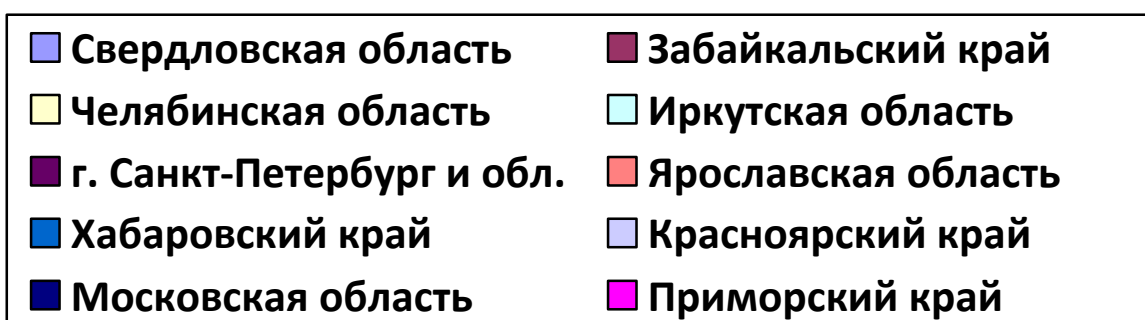 Свердловская область
Забайкальский край
Челябинская область
Иркутская область
г. Санкт-Петербург и обл.
Ярославская область
Хабаровский край
Красноярский край
Московская область
Приморский край